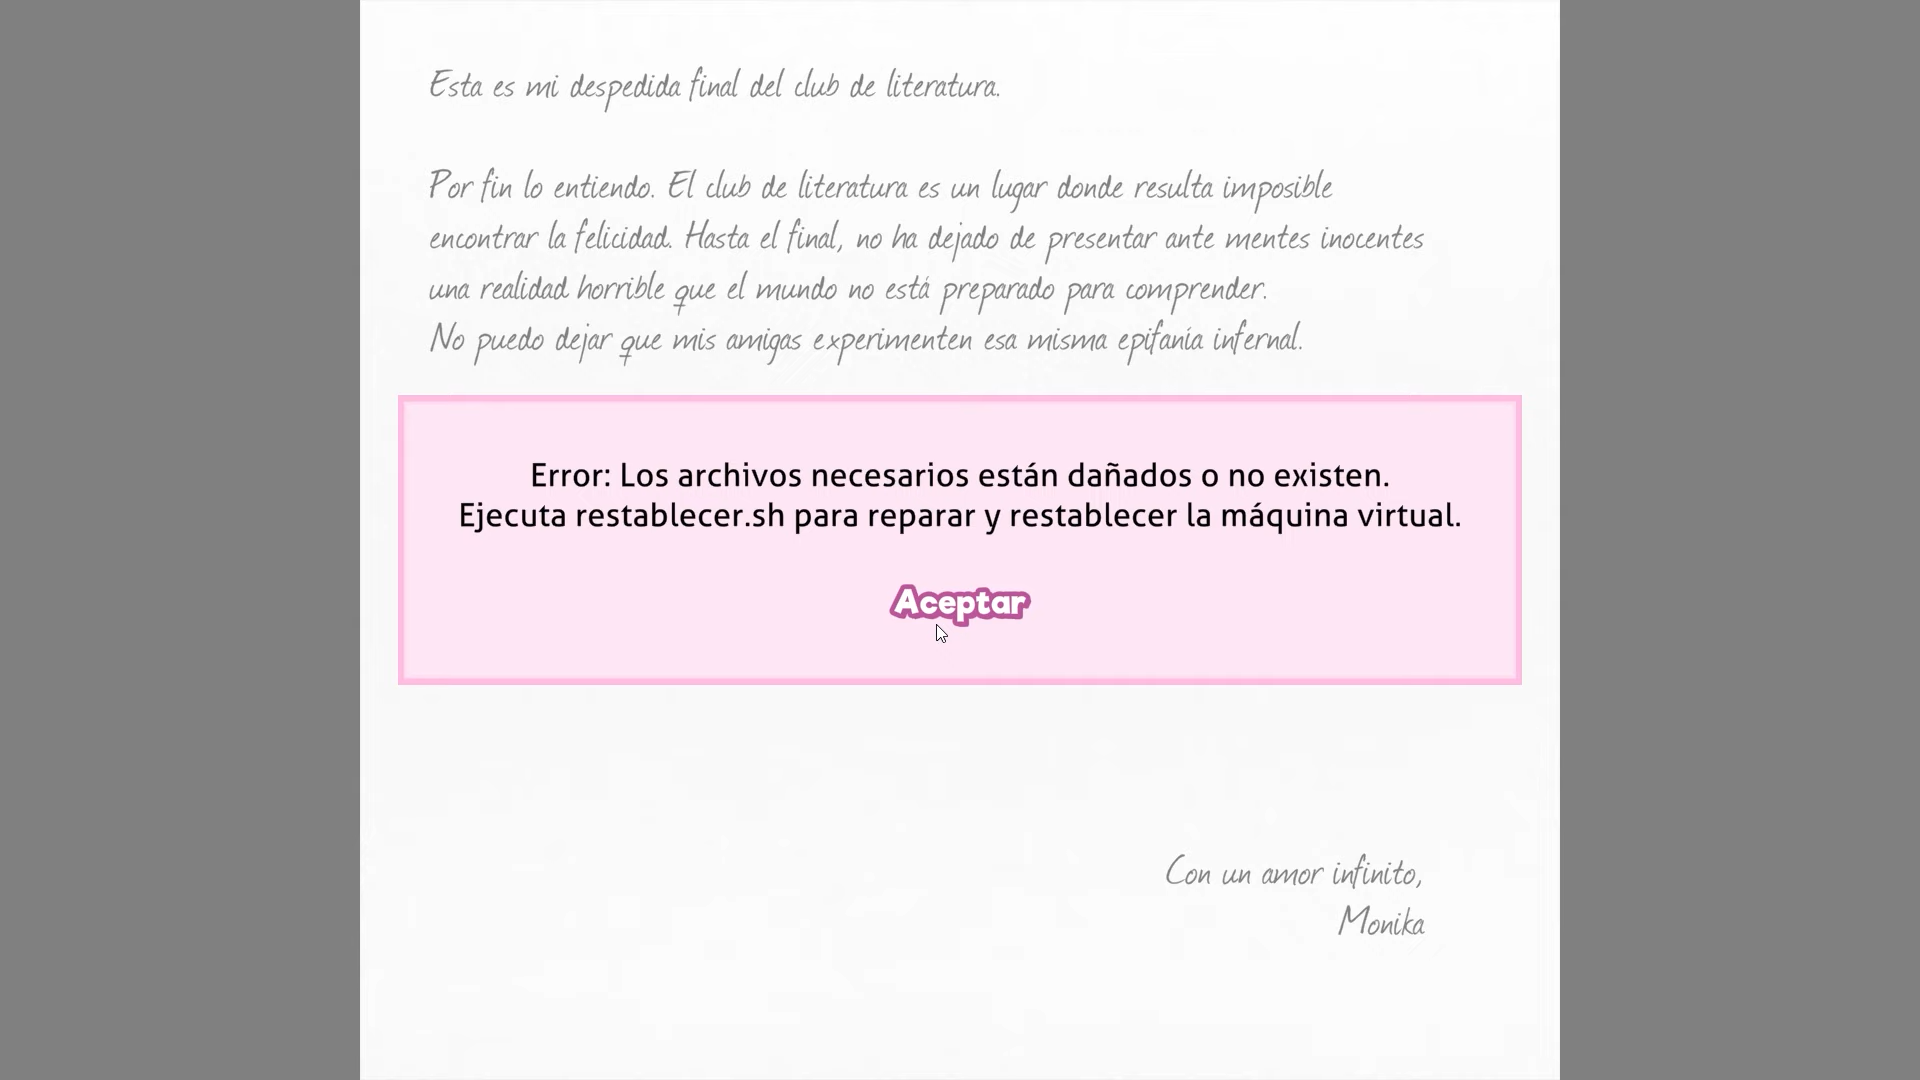 Esta es mi despedida final del club de literatura.
Por fin lo entiendo. El club de literatura es un lugar donde resulta imposible
encontrar la felicidad. Hasta el final, no ha dejado de presentar ante mentes inocentes
una realidad horrible que el mundo no está preparado para comprender.
No puedo dejar que mis amigas experimenten esa misma epifanía infernal.
Error: Los archivos necesarios están dañados o no existen.
Ejecuta restablecer.sh para reparar y restablecer la máquina virtual.
Aceptar
Con un amor infinito,
Monika